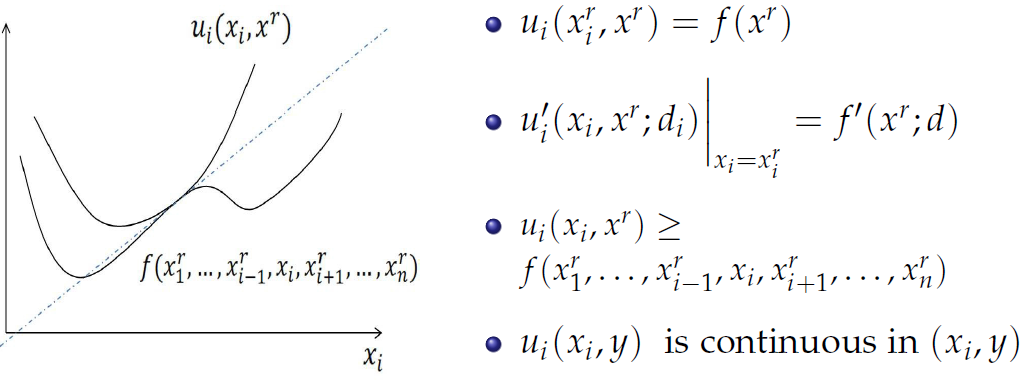 u_i(x_i, x^r)
f(x_1^r, ..., x_{i-1}^r, x_i, x_{i+1}^r, ..., x_n^r)
x_i
• u_i(x_i^r, x^r) = f(x^r)
• u_i'(x_i, x^r; d_i)|_{x_i=x_i^r} = f'(x^r; d)
• u_i(x_i, x^r) ≥
f(x_1^r, ..., x_{i-1}^r, x_i, x_{i+1}^r, ..., x_n^r)
• u_i(x_i, y) is continuous in (x_i, y)